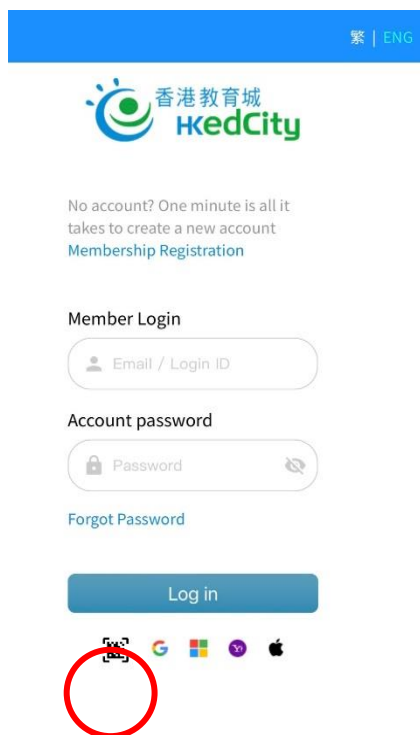 繁 | ENG
香港教育城
HKedCity
No account? One minute is all it
takes to create a new account
Membership Registration
Member Login
Email / Login ID
Account password
Password
Forgot Password
Log in